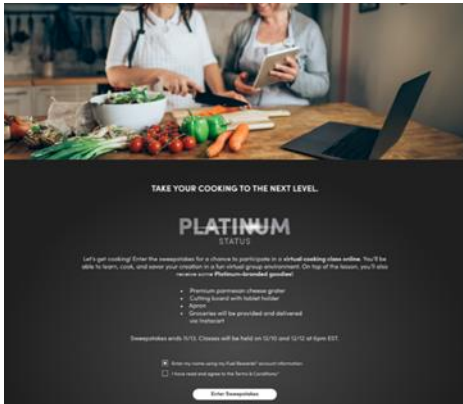 TAKE YOUR COOKING TO THE NEXT LEVEL.
PLATINUM
STATUS
Let's get cooking! Enter the sweepstakes for a chance to participate in a virtual cooking class online. You'll be
able to learn, cook, and savor your creation in a fun virtual group environment. On top of the lesson, you'll also
receive some Platinum-branded goodies!
• Premium parmesan cheese grater
• Cutting board with tablet holder
• Apron
• Groceries will be provided and delivered
via Instacart
Sweepstakes ends 11/13. Classes will be held on 12/10 and 12/12 at 6pm EST.
Enter my name using my Fuel Rewards® account information
I have read and agree to the Terms & Conditions*
Enter Sweepstakes